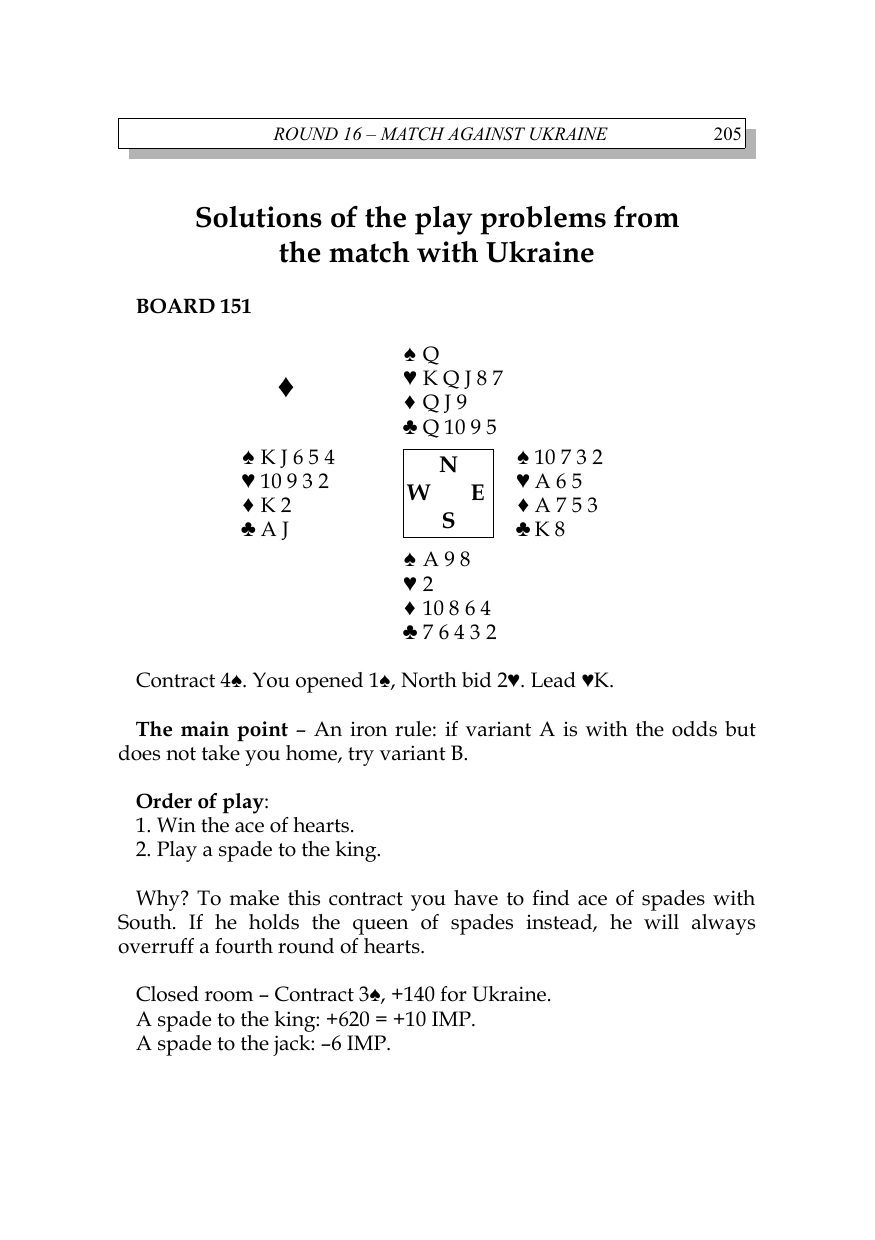 ROUND 16 – MATCH AGAINST UKRAINE 205
Solutions of the play problems from
the match with Ukraine
BOARD 151
♦
♠ Q
♥ K Q J 8 7
♦ Q J 9
♣ Q 10 9 5
♠ K J 6 5 4
♥ 10 9 3 2
♦ K 2
♣ A J
N
W E
S
♠ 10 7 3 2
♥ A 6 5
♦ A 7 5 3
♣ K 8
♠ A 9 8
♥ 2
♦ 10 8 6 4
♣ 7 6 4 3 2
Contract 4♠. You opened 1♠, North bid 2♥. Lead ♥K.
The main point – An iron rule: if variant A is with the odds but
does not take you home, try variant B.
Order of play:
1. Win the ace of hearts.
2. Play a spade to the king.
Why? To make this contract you have to find ace of spades with
South. If he holds the queen of spades instead, he will always
overruff a fourth round of hearts.
Closed room – Contract 3♠, +140 for Ukraine.
A spade to the king: +620 = +10 IMP.
A spade to the jack: –6 IMP.